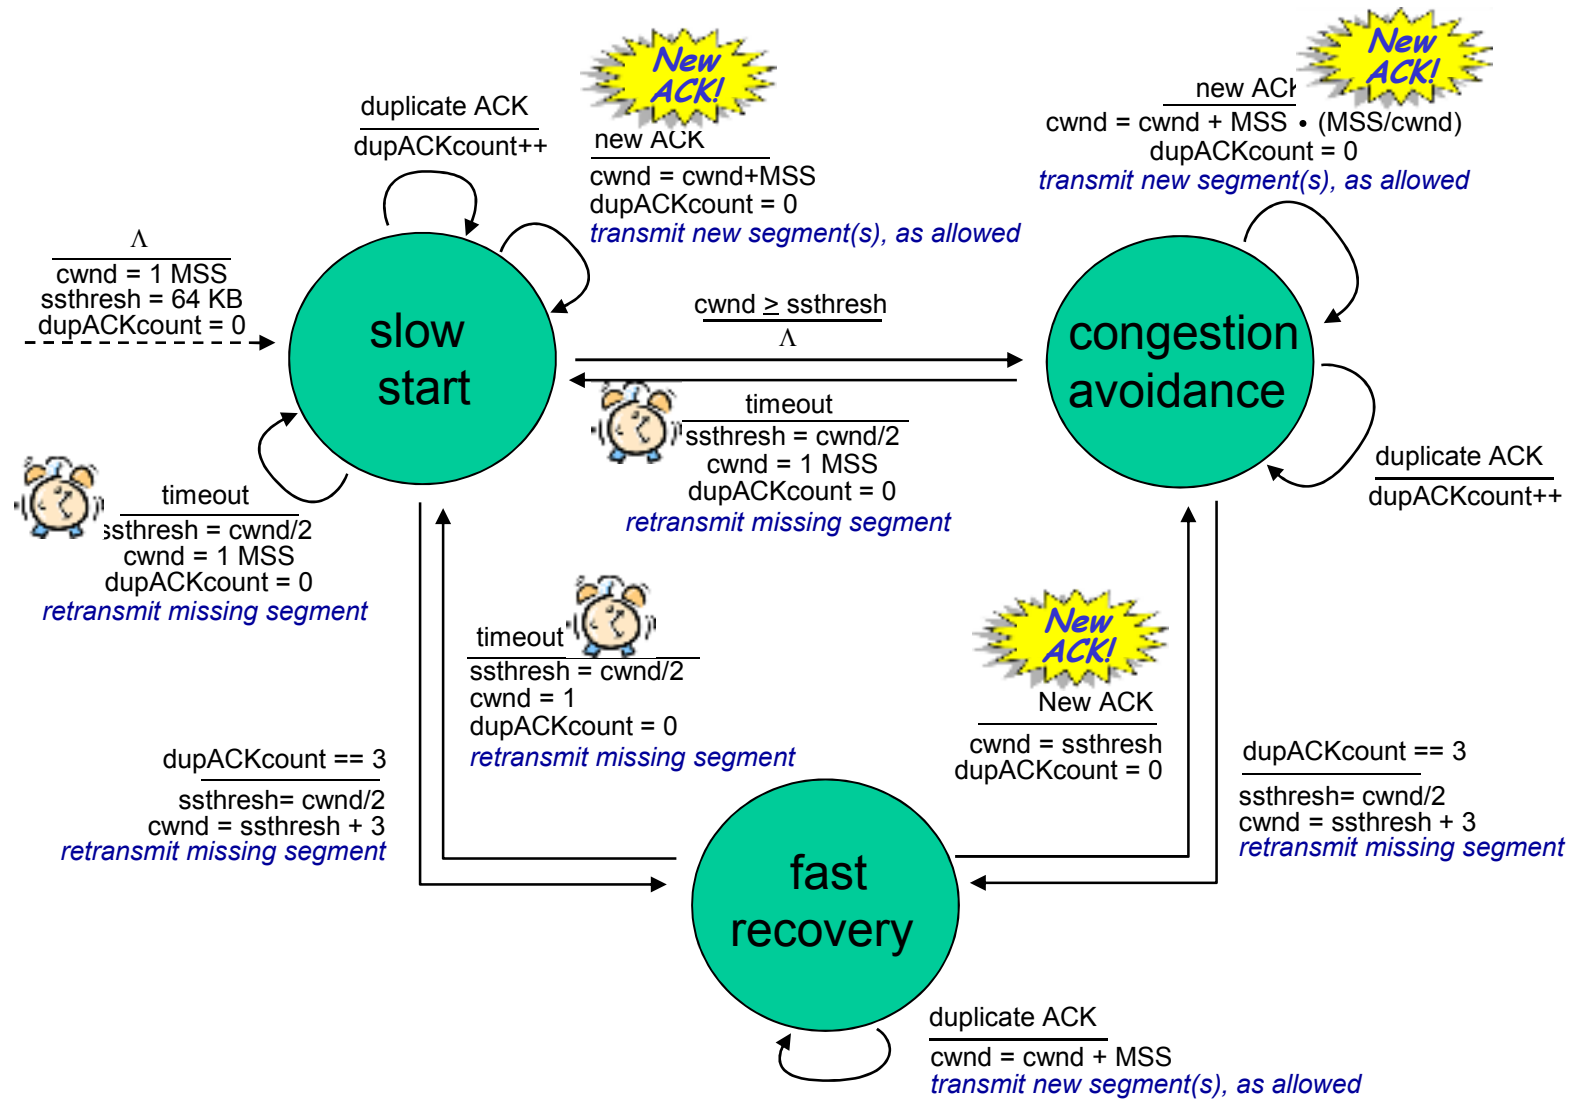 New
ACK!
duplicate ACK
dupACKcount++
new ACK
cwnd = cwnd+MSS
dupACKcount = 0
transmit new segment(s), as allowed
New
ACK!
new ACK
cwnd = cwnd + MSS • (MSS/cwnd)
dupACKcount = 0
transmit new segment(s), as allowed
Λ
cwnd = 1 MSS
ssthresh = 64 KB
dupACKcount = 0
slow
start
cwnd ≥ ssthresh
Λ
congestion
avoidance
timeout
ssthresh = cwnd/2
cwnd = 1 MSS
dupACKcount = 0
retransmit missing segment
duplicate ACK
dupACKcount++
timeout
ssthresh = cwnd/2
cwnd = 1 MSS
dupACKcount = 0
retransmit missing segment
timeout
ssthresh = cwnd/2
cwnd = 1
dupACKcount = 0
retransmit missing segment
New
ACK!
New ACK
cwnd = ssthresh
dupACKcount = 0
dupACKcount == 3
ssthresh= cwnd/2
cwnd = ssthresh + 3
retransmit missing segment
dupACKcount == 3
ssthresh= cwnd/2
cwnd = ssthresh + 3
retransmit missing segment
fast
recovery
duplicate ACK
cwnd = cwnd + MSS
transmit new segment(s), as allowed